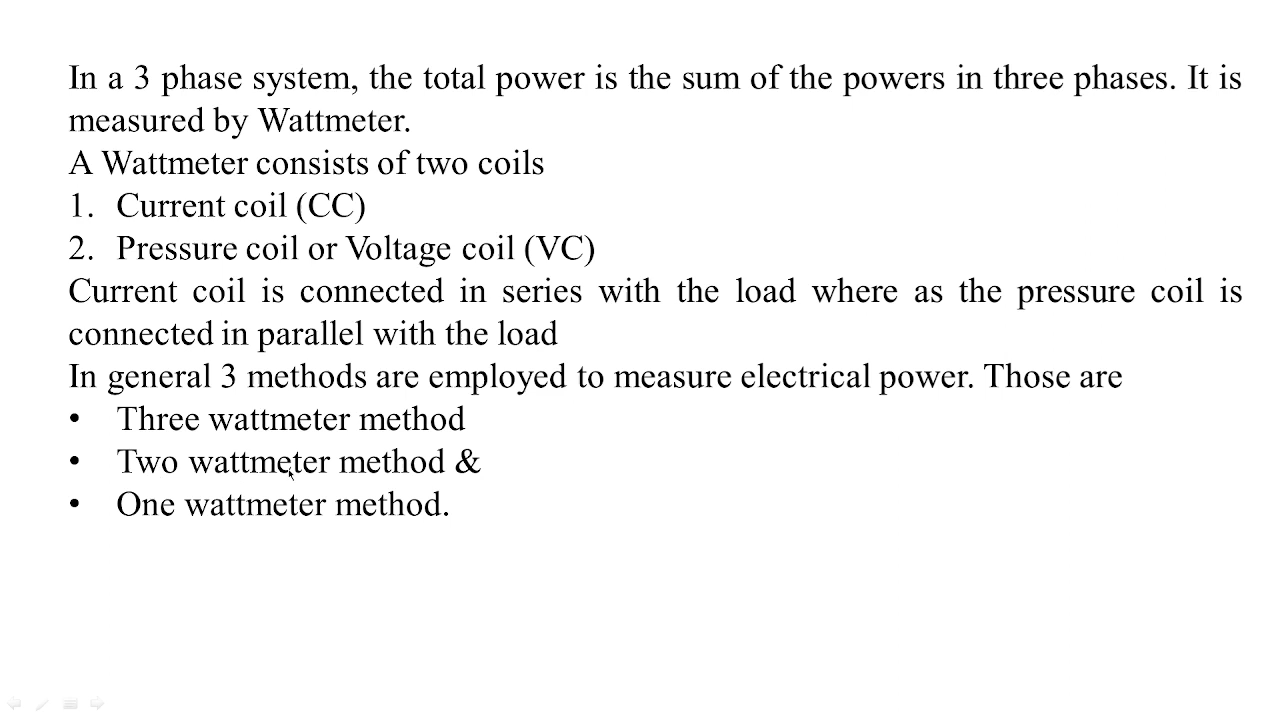 In a 3 phase system, the total power is the sum of the powers in three phases. It is
measured by Wattmeter.
A Wattmeter consists of two coils
1. Current coil (CC)
2. Pressure coil or Voltage coil (VC)
Current coil is connected in series with the load where as the pressure coil is
connected in parallel with the load
In general 3 methods are employed to measure electrical power. Those are
• Three wattmeter method
• Two wattmeter method &
• One wattmeter method.